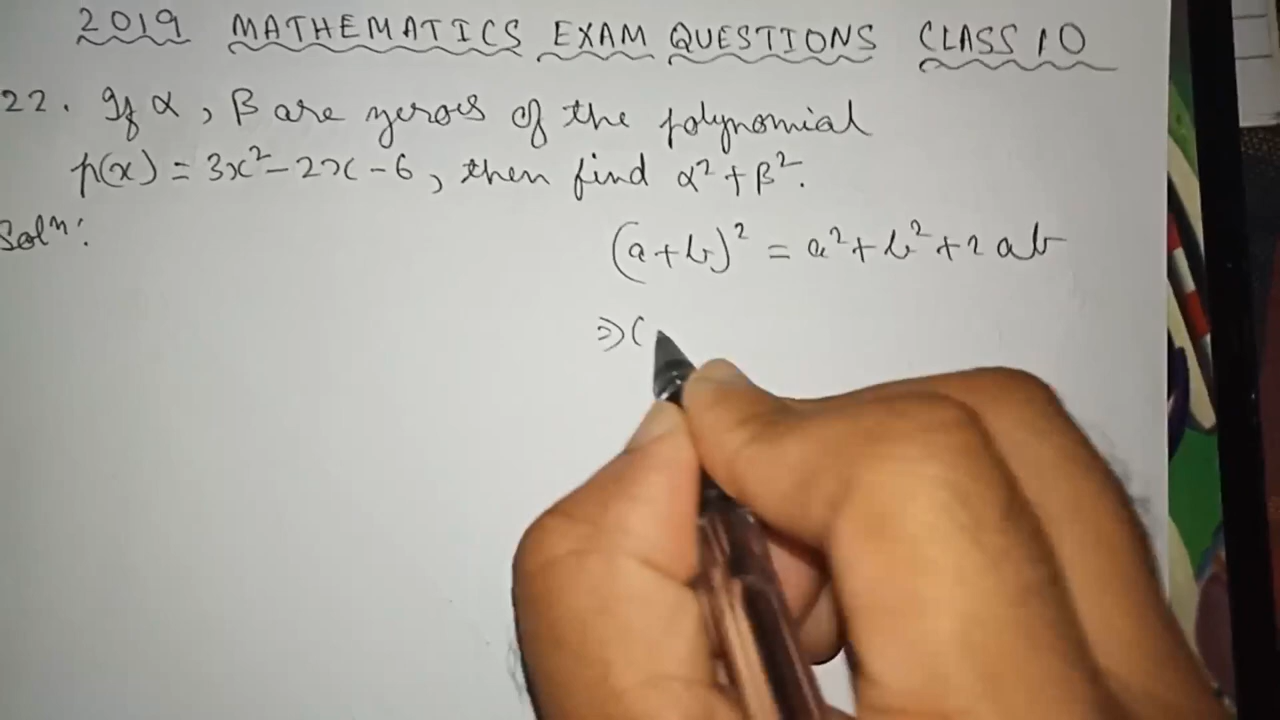 2019 MATHEMATICS EXAM QUESTIONS CLASS 10
22. If α, β are zeroes of the polynomial
p(x) = 3x² - 2x - 6, then find α² + β².
Solⁿ:
(a+b)² = a² + b² + 2ab
⇒ (